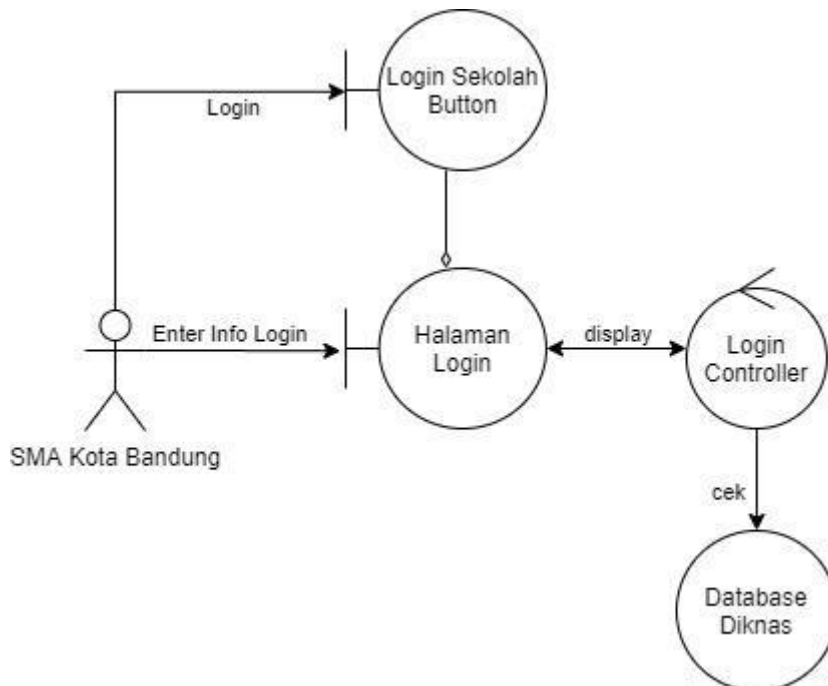 Login Sekolah
Button
Login
Enter Info Login
Halaman
Login
display
Login
Controller
SMA Kota Bandung
cek
Database
Diknas